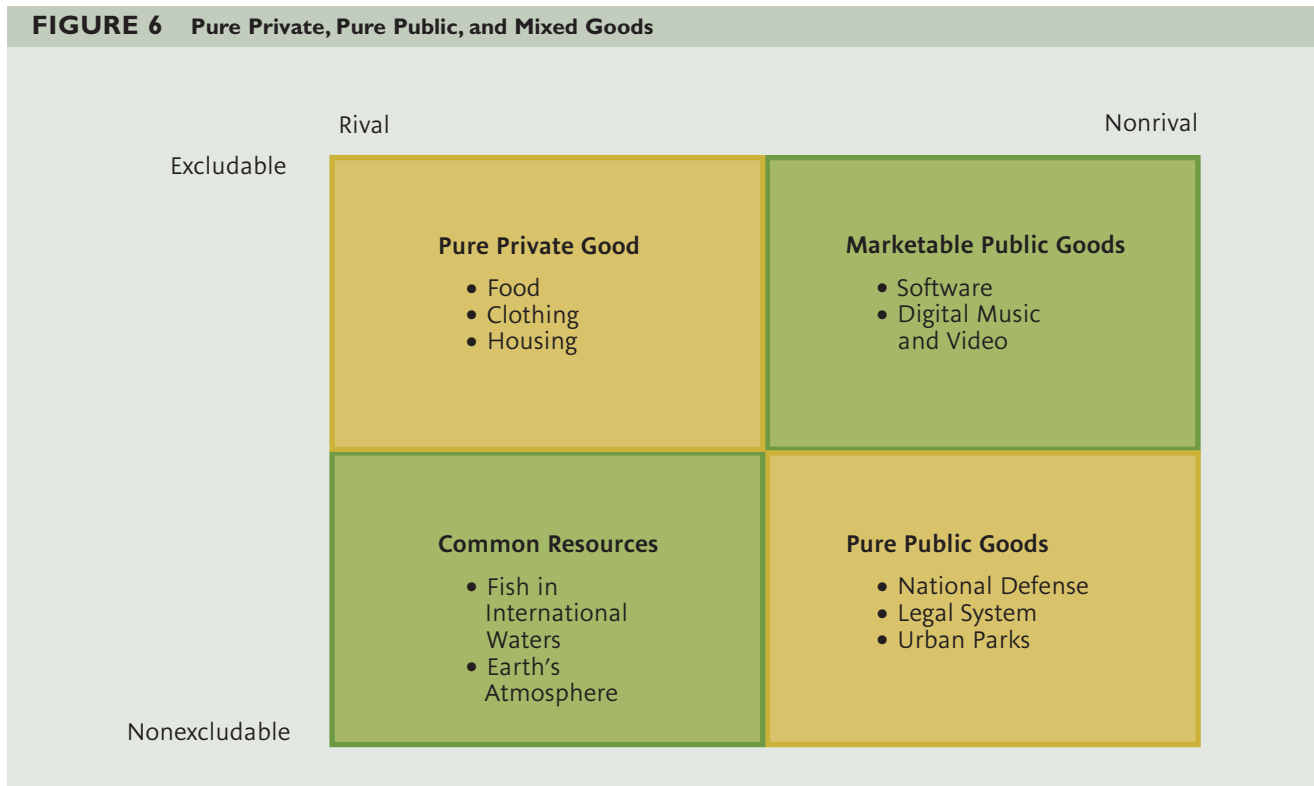 FIGURE 6 Pure Private, Pure Public, and Mixed Goods
Rival
Nonrival
Excludable
Pure Private Good
• Food
• Clothing
• Housing
Marketable Public Goods
• Software
• Digital Music
and Video
Common Resources
• Fish in
International
Waters
• Earth's
Atmosphere
Pure Public Goods
• National Defense
• Legal System
• Urban Parks
Nonexcludable